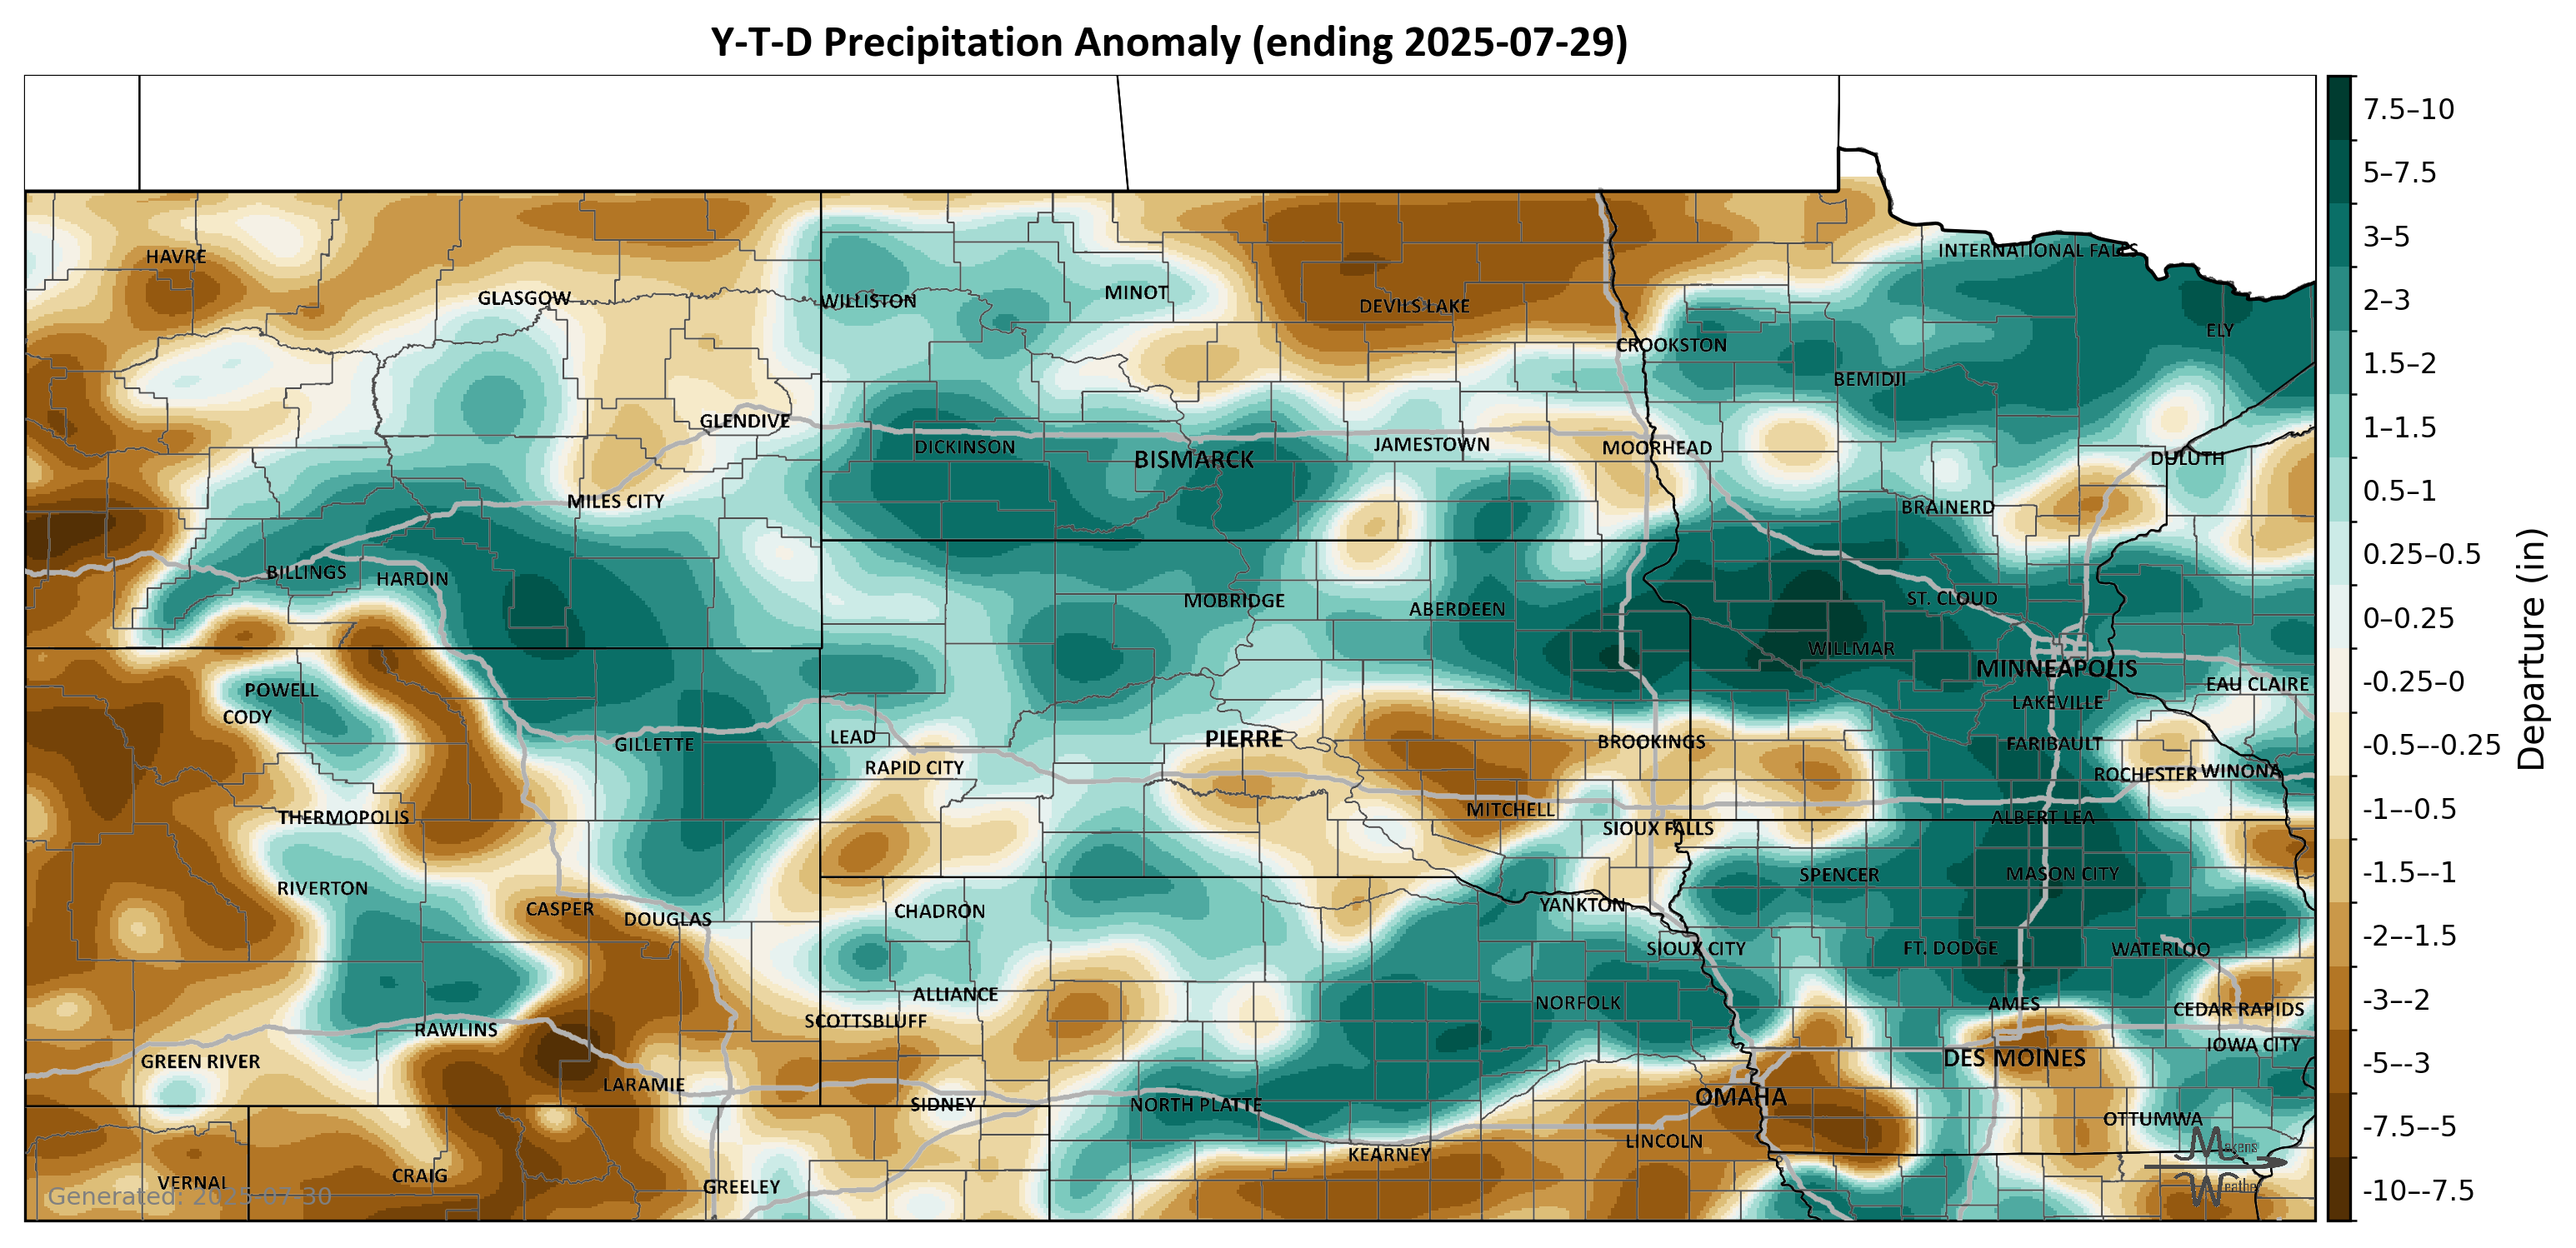 Y-T-D Precipitation Anomaly (ending 2025-07-29)
HAVRE
GLASGOW
WILLISTON
MINOT
DEVILS LAKE
INTERNATIONAL FALLS
ELY
CROOKSTON
BEMIDJI
GLENDIVE
DICKINSON
BISMARCK
JAMESTOWN
MOORHEAD
DULUTH
MILES CITY
BRAINERD
BILLINGS
HARDIN
MOBRIDGE
ABERDEEN
ST. CLOUD
WILLMAR
MINNEAPOLIS
EAU CLAIRE
POWELL
CODY
LAKEVILLE
GILLETTE
LEAD
PIERRE
BROOKINGS
FARIBAULT
RAPID CITY
ROCHESTER
WINONA
THERMOPOLIS
MITCHELL
SIOUX FALLS
ALBERT LEA
RIVERTON
SPENCER
MASON CITY
CASPER
DOUGLAS
CHADRON
YANKTON
SIOUX CITY
FT. DODGE
WATERLOO
ALLIANCE
NORFOLK
AMES
CEDAR RAPIDS
SCOTTSBLUFF
RAWLINS
GREEN RIVER
DES MOINES
IOWA CITY
LARAMIE
SIDNEY
NORTH PLATTE
OMAHA
OTTUMWA
LINCOLN
KEARNEY
VERNAL
CRAIG
GREELEY
Generated: 2025-07-30
Makens
Weather
7.5–10
5–7.5
3–5
2–3
1.5–2
1–1.5
0.5–1
0.25–0.5
0–0.25
-0.25–0
-0.5–-0.25
-1–-0.5
-1.5–-1
-2–-1.5
-3–-2
-5–-3
-7.5–-5
-10–-7.5
Departure (in)